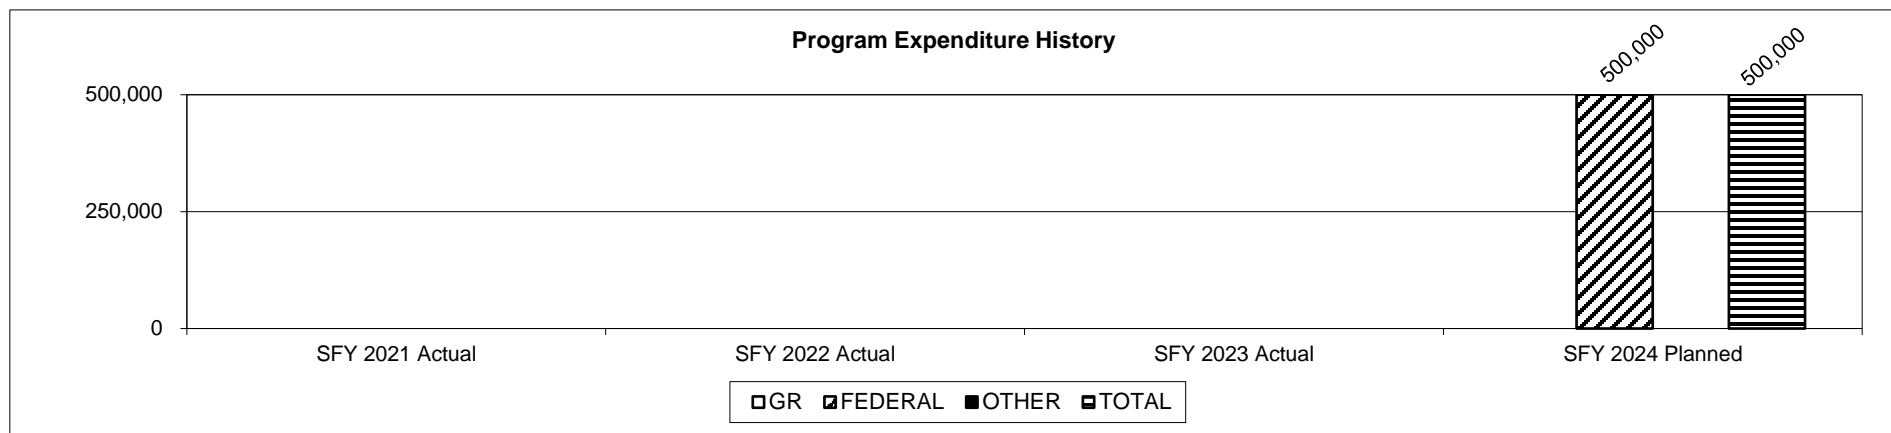 Program Expenditure History
500,000 500,000
500,000
250,000
0
SFY 2021 Actual SFY 2022 Actual SFY 2023 Actual SFY 2024 Planned
GR FEDERAL OTHER TOTAL